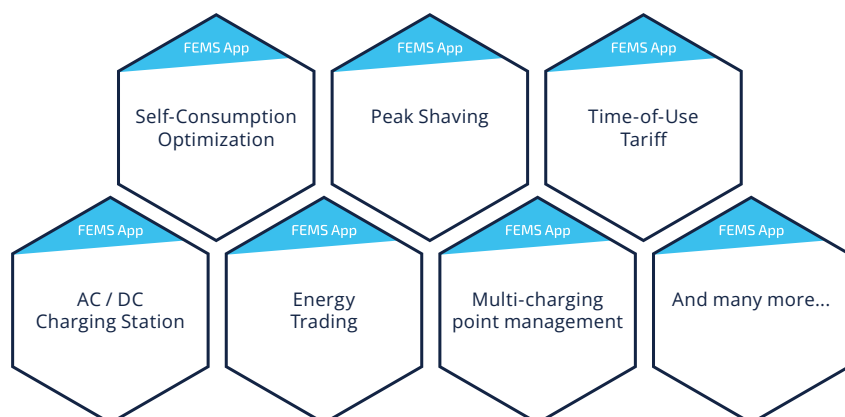 FEMS App
Self-Consumption
Optimization
FEMS App
Peak Shaving
FEMS App
Time-of-Use
Tariff
FEMS App
AC / DC
Charging Station
FEMS App
Energy
Trading
FEMS App
Multi-charging
point management
FEMS App
And many more...